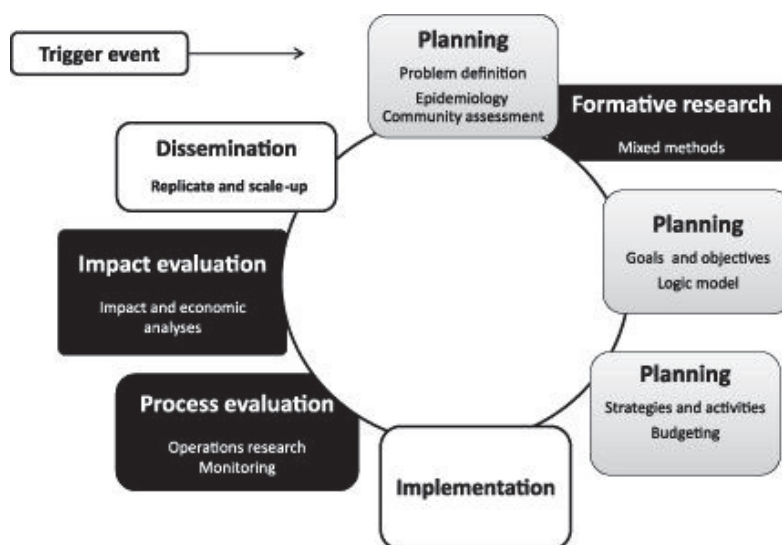 Trigger event
Planning
Problem definition
Epidemiology
Community assessment
Formative research
Mixed methods
Planning
Goals and objectives
Logic model
Planning
Strategies and activities
Budgeting
Implementation
Process evaluation
Operations research
Monitoring
Impact evaluation
Impact and economic
analyses
Dissemination
Replicate and scale-up